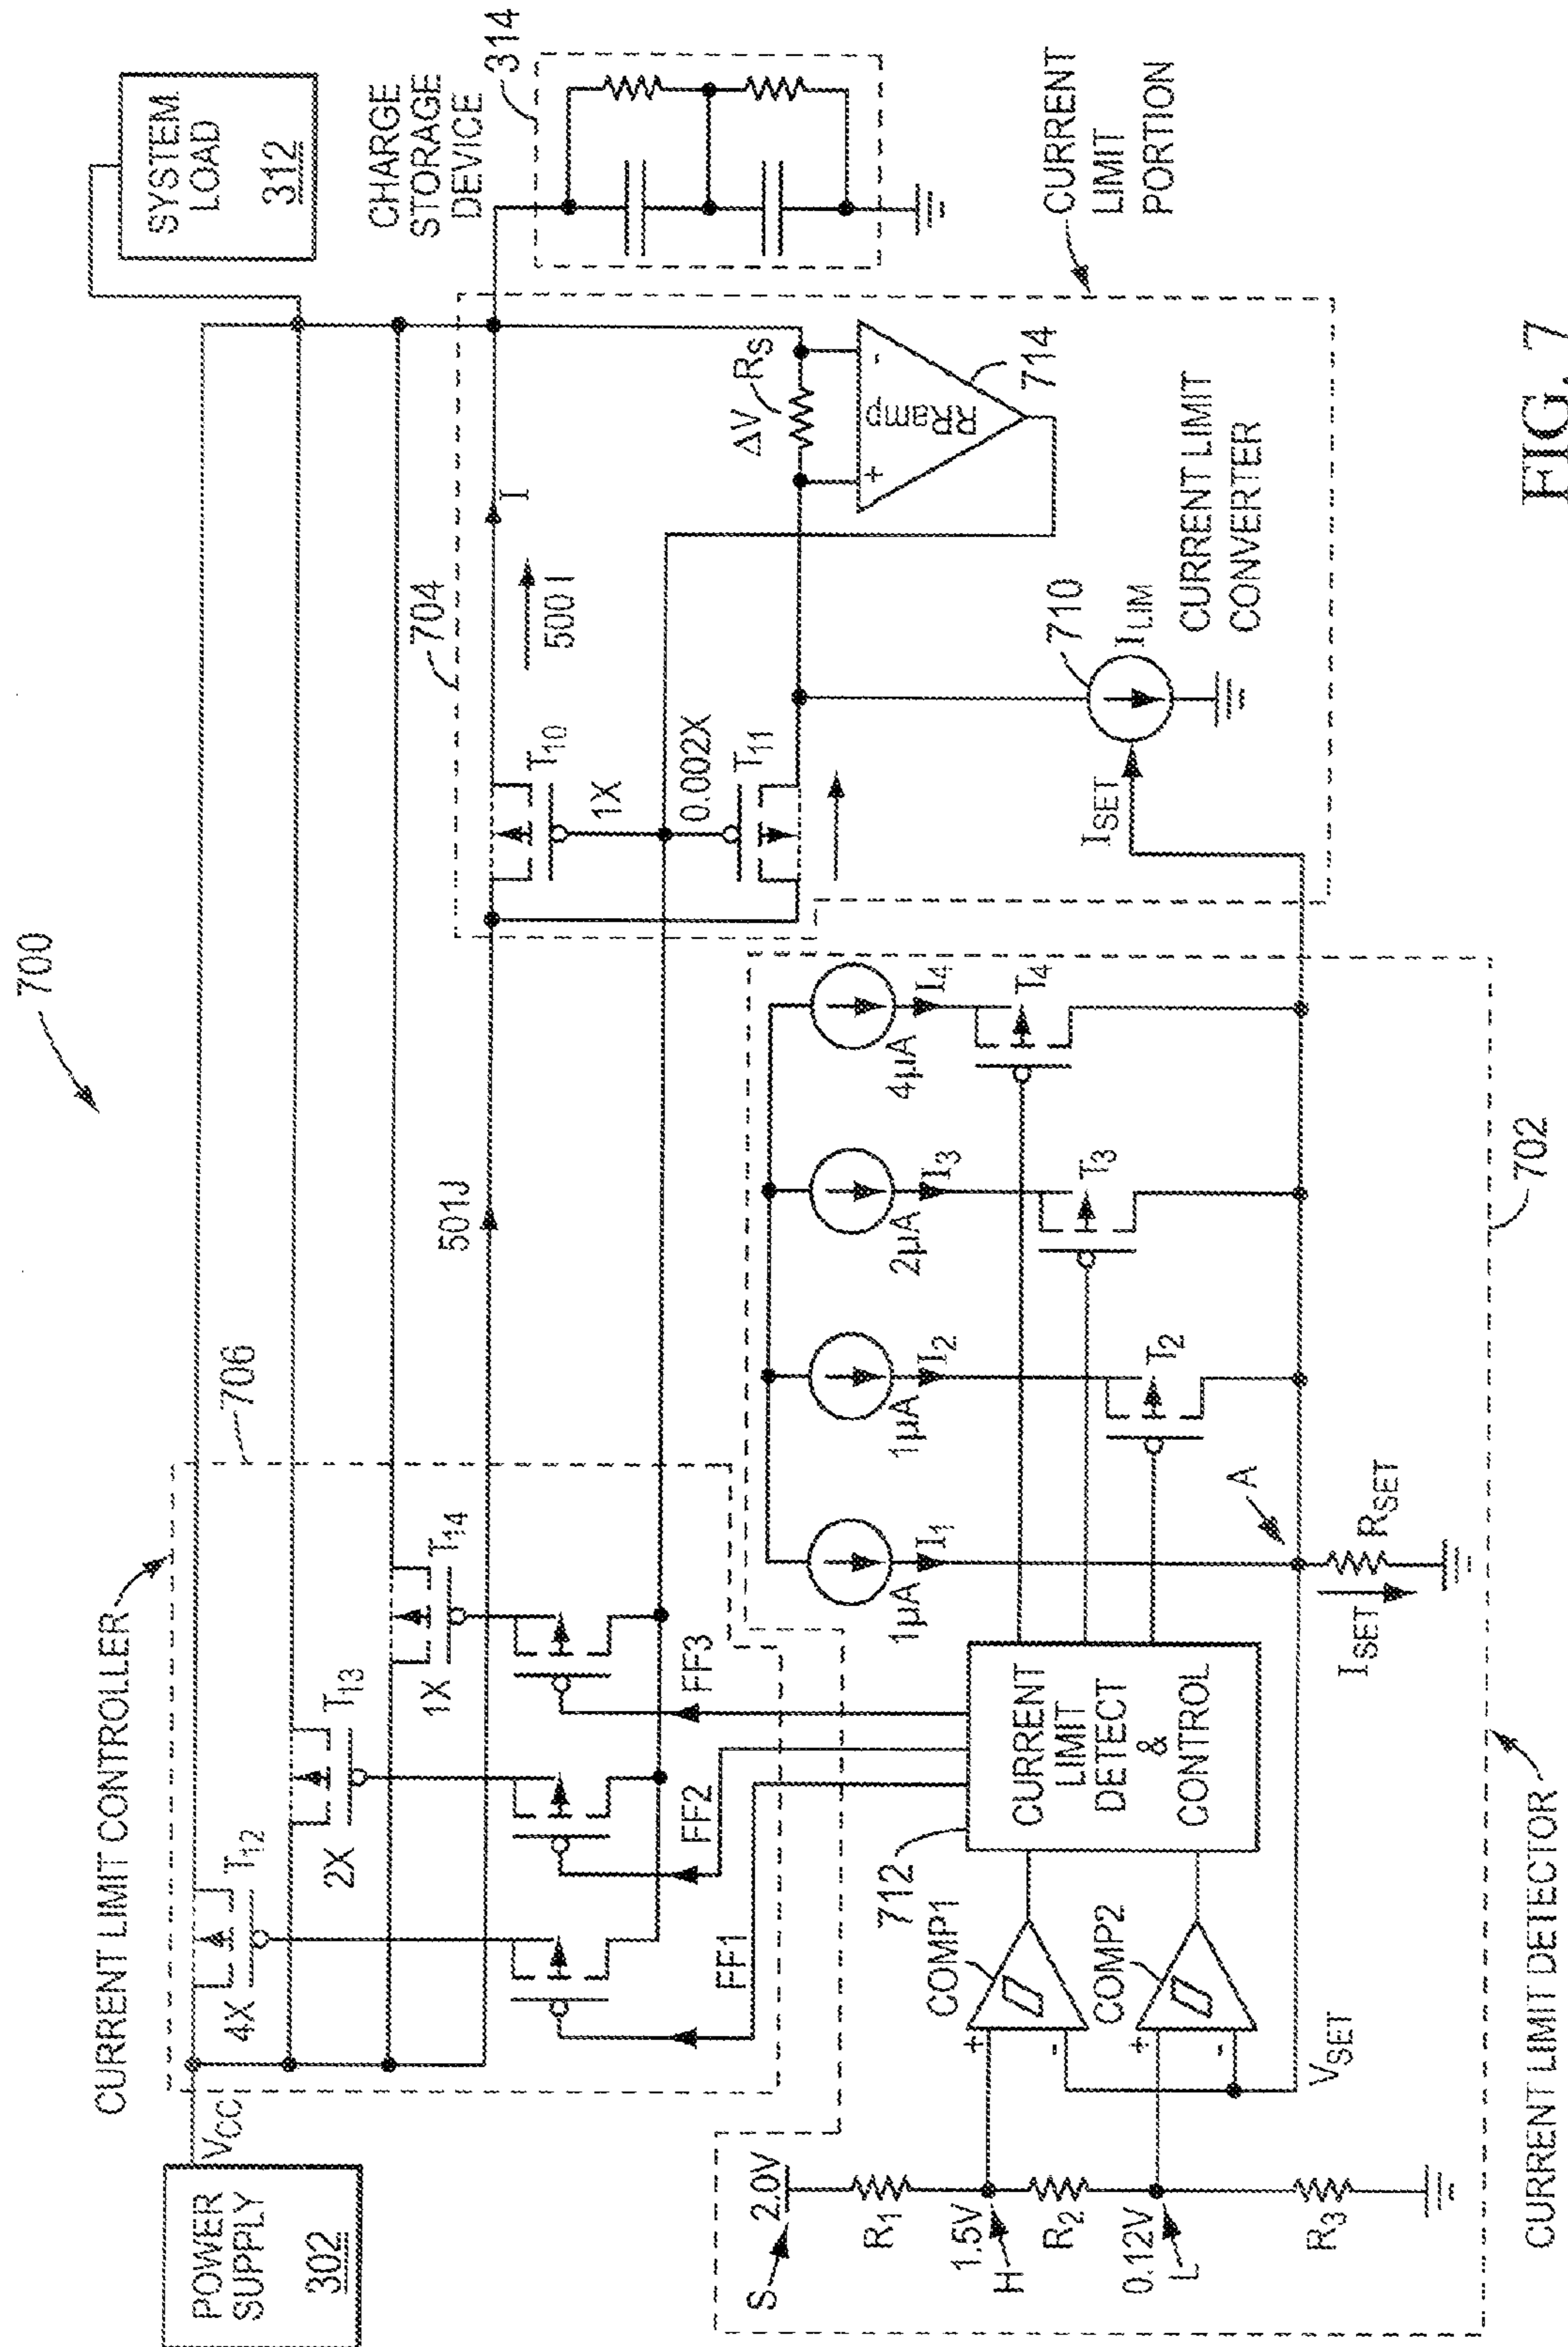 700
POWER
SUPPLY
302
VCC
CURRENT LIMIT CONTROLLER
706
4X
T12
2X
T13
1X
T14
501J
FF1
FF2
FF3
704
500 I
I
T10
1X
0.002X
T11
ΔV
RS
+
-
RRamp
714
710
ILIM
ISET
CURRENT LIMIT
CONVERTER
CURRENT
LIMIT
PORTION
SYSTEM
LOAD
312
CHARGE
STORAGE
DEVICE
314
S
2.0V
R1
1.5V
H
R2
0.12V
L
R3
COMP1
+
-
COMP2
+
-
VSET
712
CURRENT
LIMIT
DETECT
&
CONTROL
1µA
I1
1µA
I2
2µA
I3
4µA
I4
T2
T3
T4
A
ISET
RSET
702
CURRENT LIMIT DETECTOR
FIG. 7